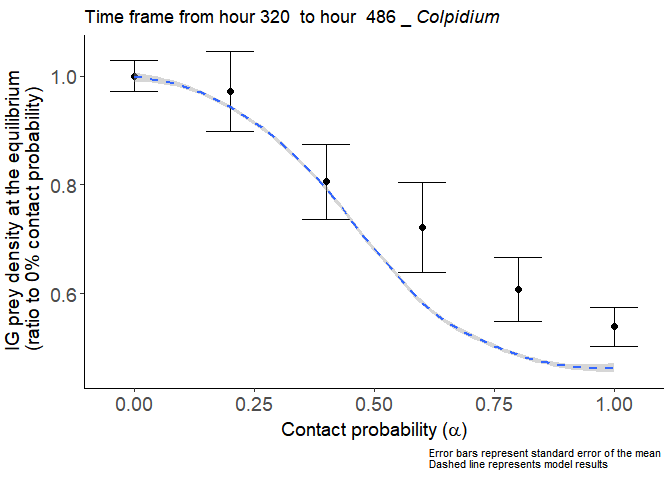 Time frame from hour 320  to hour  486 _ Colpidium
IG prey density at the equilibrium
(ratio to 0% contact probability)
1.0
0.8
0.6
0.00 0.25 0.50 0.75 1.00
Contact probability (α)
Error bars represent standard error of the mean
Dashed line represents model results